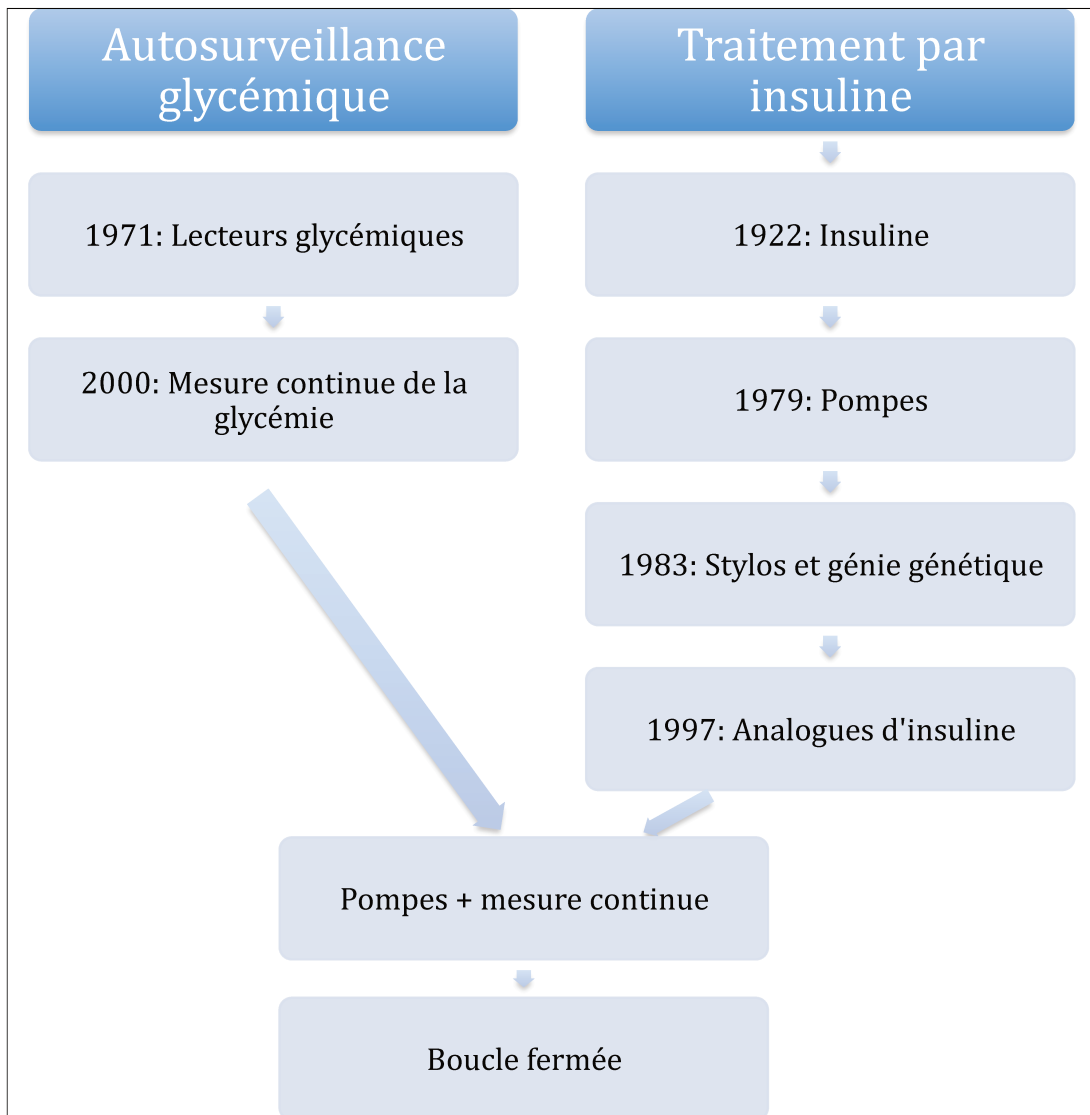 Autosurveillance
glycémique
1971: Lecteurs glycémiques
2000: Mesure continue de la
glycémie
Traitement par
insuline
1922: Insuline
1979: Pompes
1983: Stylos et génie génétique
1997: Analogues d'insuline
Pompes + mesure continue
Boucle fermée